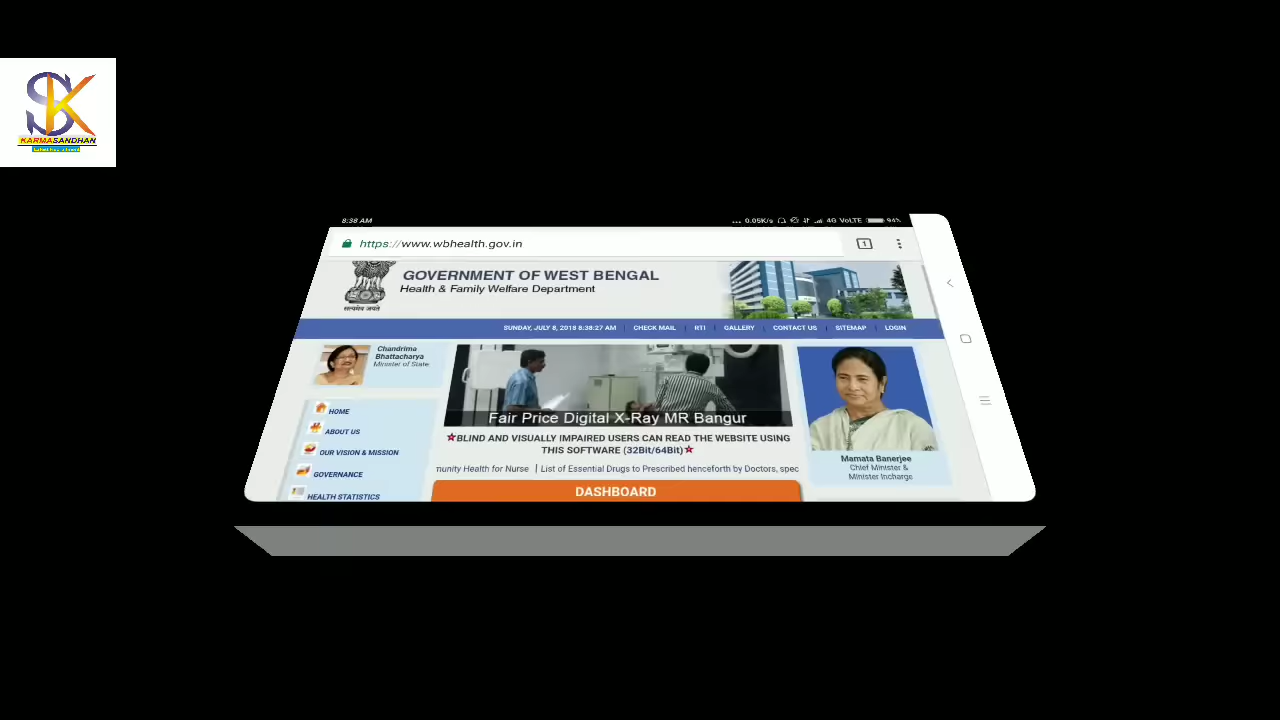 SK
KARMASANDHAN
8:38 AM
... 0.05K/s 4G VoLTE 94%
https://www.wbhealth.gov.in
1
GOVERNMENT OF WEST BENGAL
Health & Family Welfare Department
सत्यमेव जयते
SUNDAY, JULY 8, 2018 8:38:27 AM | CHECK MAIL | RTI | GALLERY | CONTACT US | SITEMAP | LOGIN
Chandrima
Bhattacharya
Minister of State
HOME
ABOUT US
OUR VISION & MISSION
GOVERNANCE
HEALTH STATISTICS
Fair Price Digital X-Ray MR Bangur
BLIND AND VISUALLY IMPAIRED USERS CAN READ THE WEBSITE USING
THIS SOFTWARE (32Bit/64Bit)
munity Health for Nurse | List of Essential Drugs to Prescribed henceforth by Doctors, spec
DASHBOARD
Mamata Banerjee
Chief Minister &
Minister Incharge